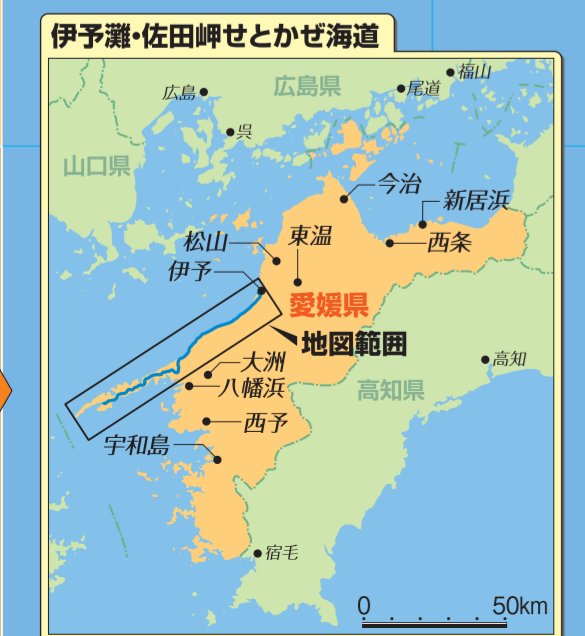 伊予灘・佐田岬せとかぜ海道
福山
広島
広島県
尾道
呉
山口県
今治
新居浜
松山
東温
西条
伊予
愛媛県
地図範囲
大洲
高知
八幡浜
高知県
西予
宇和島
宿毛
0
50km